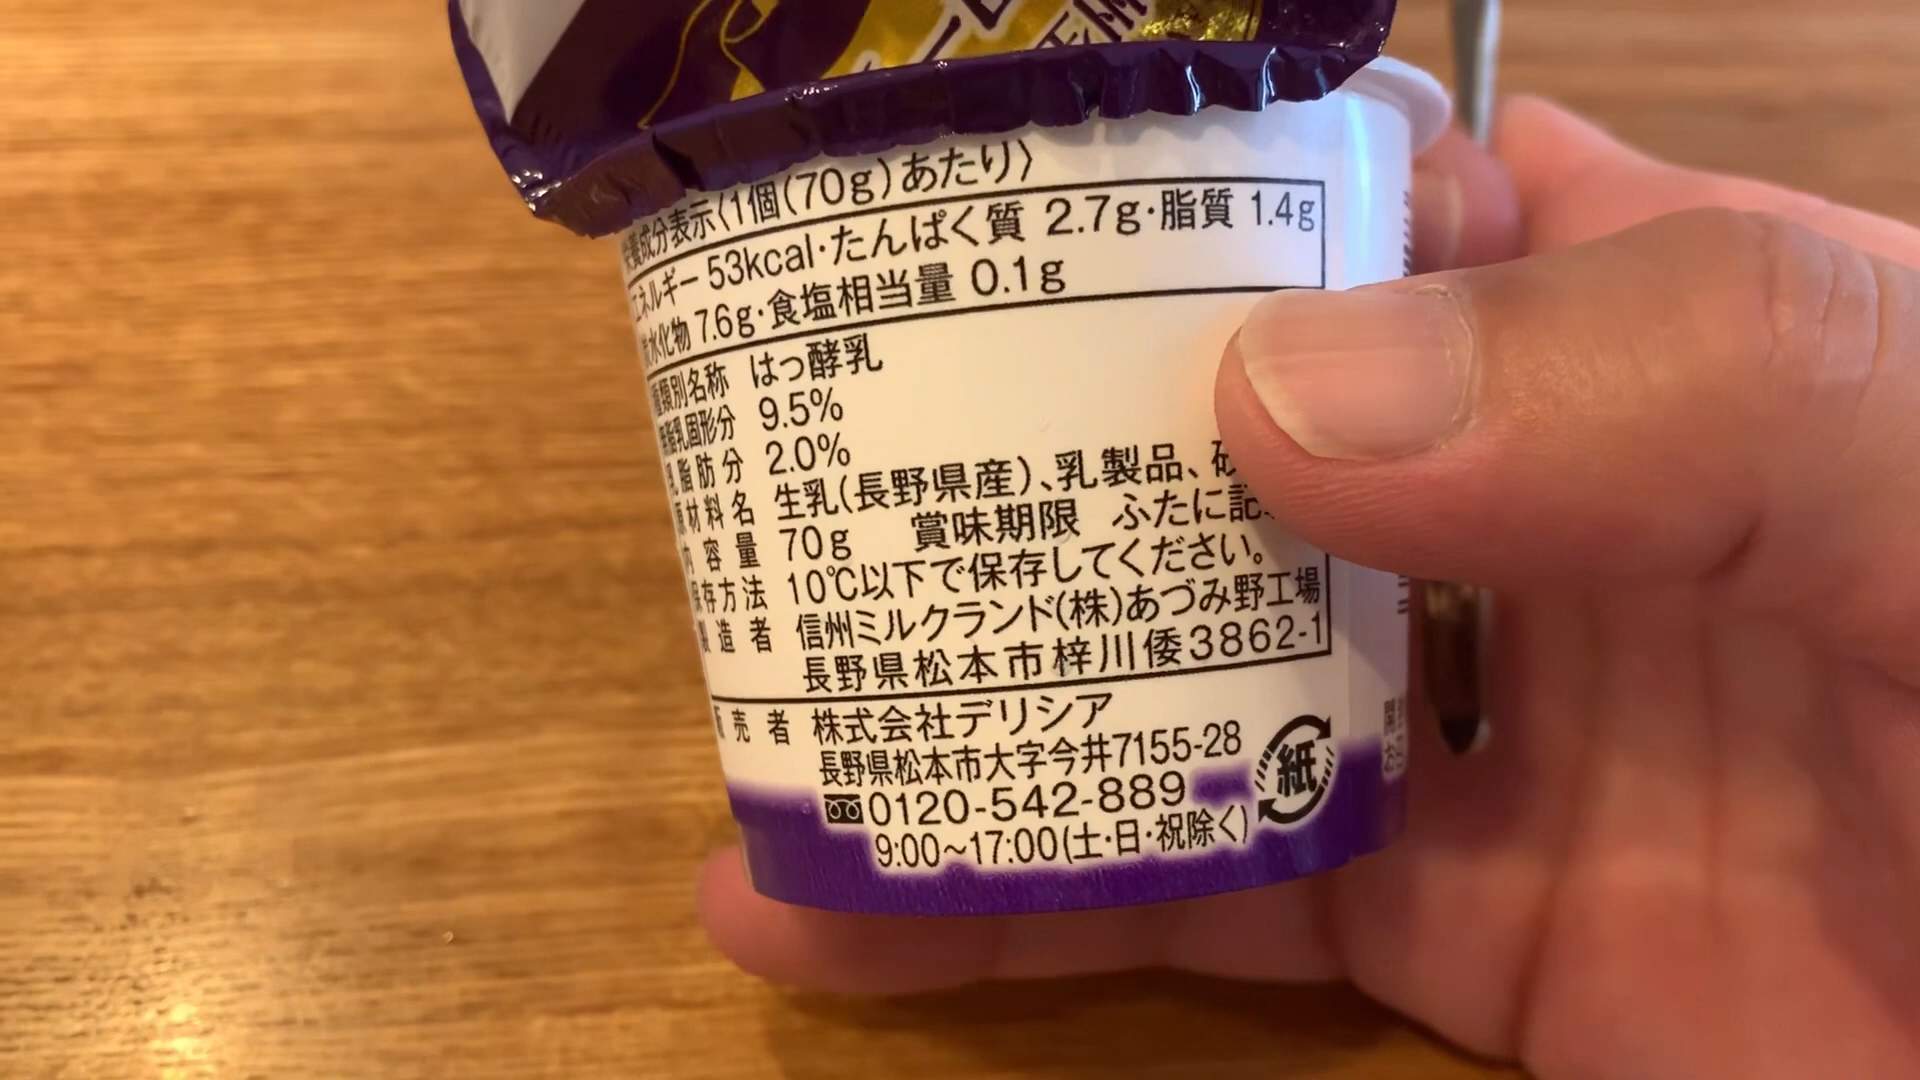 栄養成分表示〈1個(70g)あたり〉
エネルギー 53kcal・たんぱく質 2.7g・脂質 1.4g
炭水化物 7.6g・食塩相当量 0.1g
種類別名称 はっ酵乳
無脂乳固形分 9.5%
乳脂肪分 2.0%
原材料名 生乳(長野県産)、乳製品、砂
内容量 70g 賞味期限 ふたに記
保存方法 10℃以下で保存してください。
製造者 信州ミルクランド(株)あづみ野工場
長野県松本市梓川倭3862-1
販売者 株式会社デリシア
長野県松本市大字今井7155-28
0120-542-889
9:00~17:00(土・日・祝除く)
紙